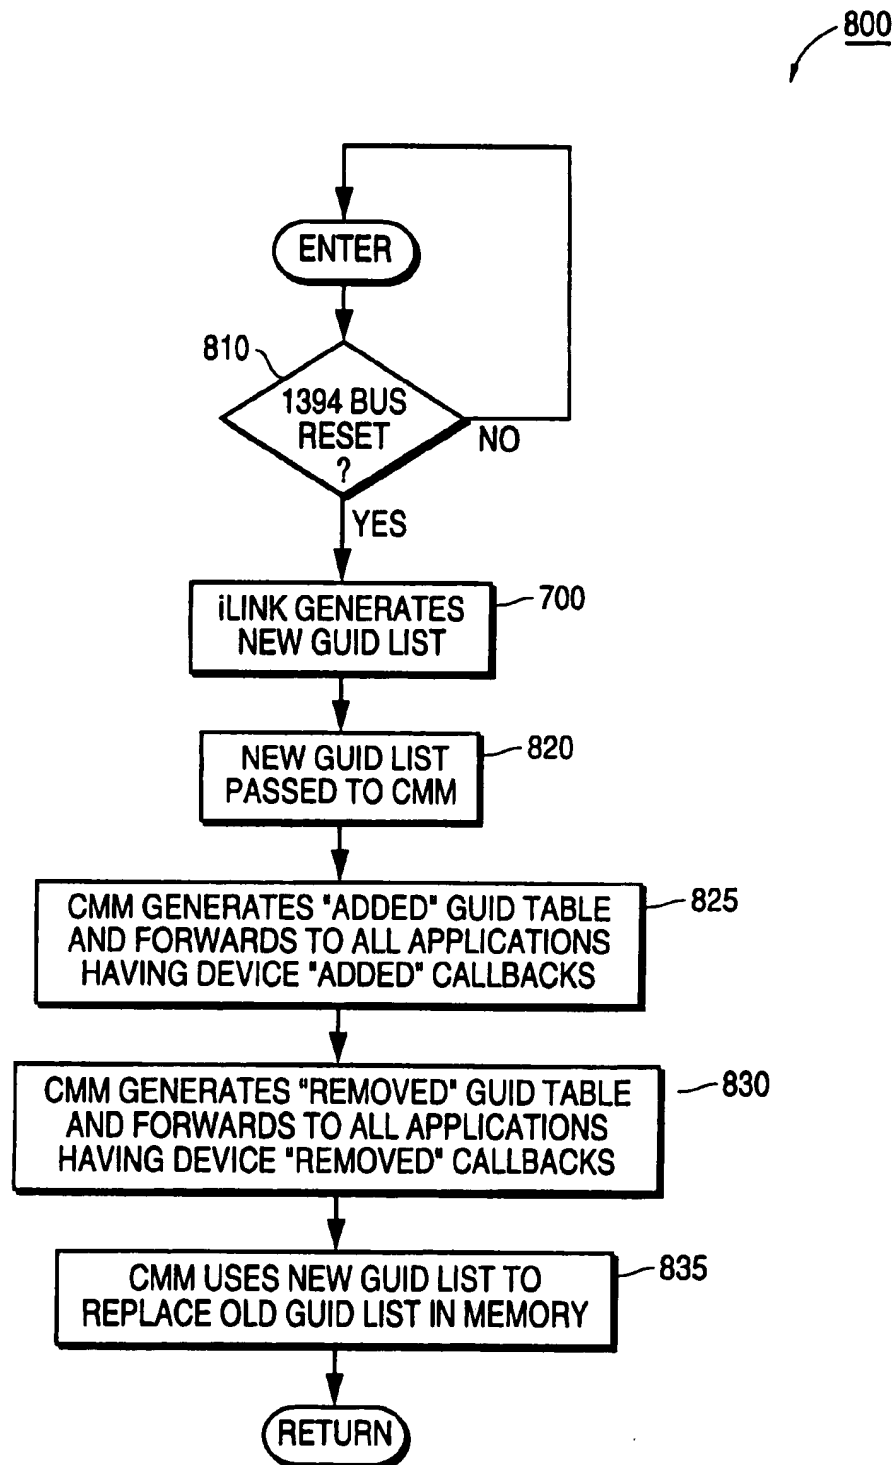 800
ENTER
810
1394 BUS
RESET
?
NO
YES
iLINK GENERATES
NEW GUID LIST
700
NEW GUID LIST
PASSED TO CMM
820
CMM GENERATES "ADDED" GUID TABLE
AND FORWARDS TO ALL APPLICATIONS
HAVING DEVICE "ADDED" CALLBACKS
825
CMM GENERATES "REMOVED" GUID TABLE
AND FORWARDS TO ALL APPLICATIONS
HAVING DEVICE "REMOVED" CALLBACKS
830
CMM USES NEW GUID LIST TO
REPLACE OLD GUID LIST IN MEMORY
835
RETURN